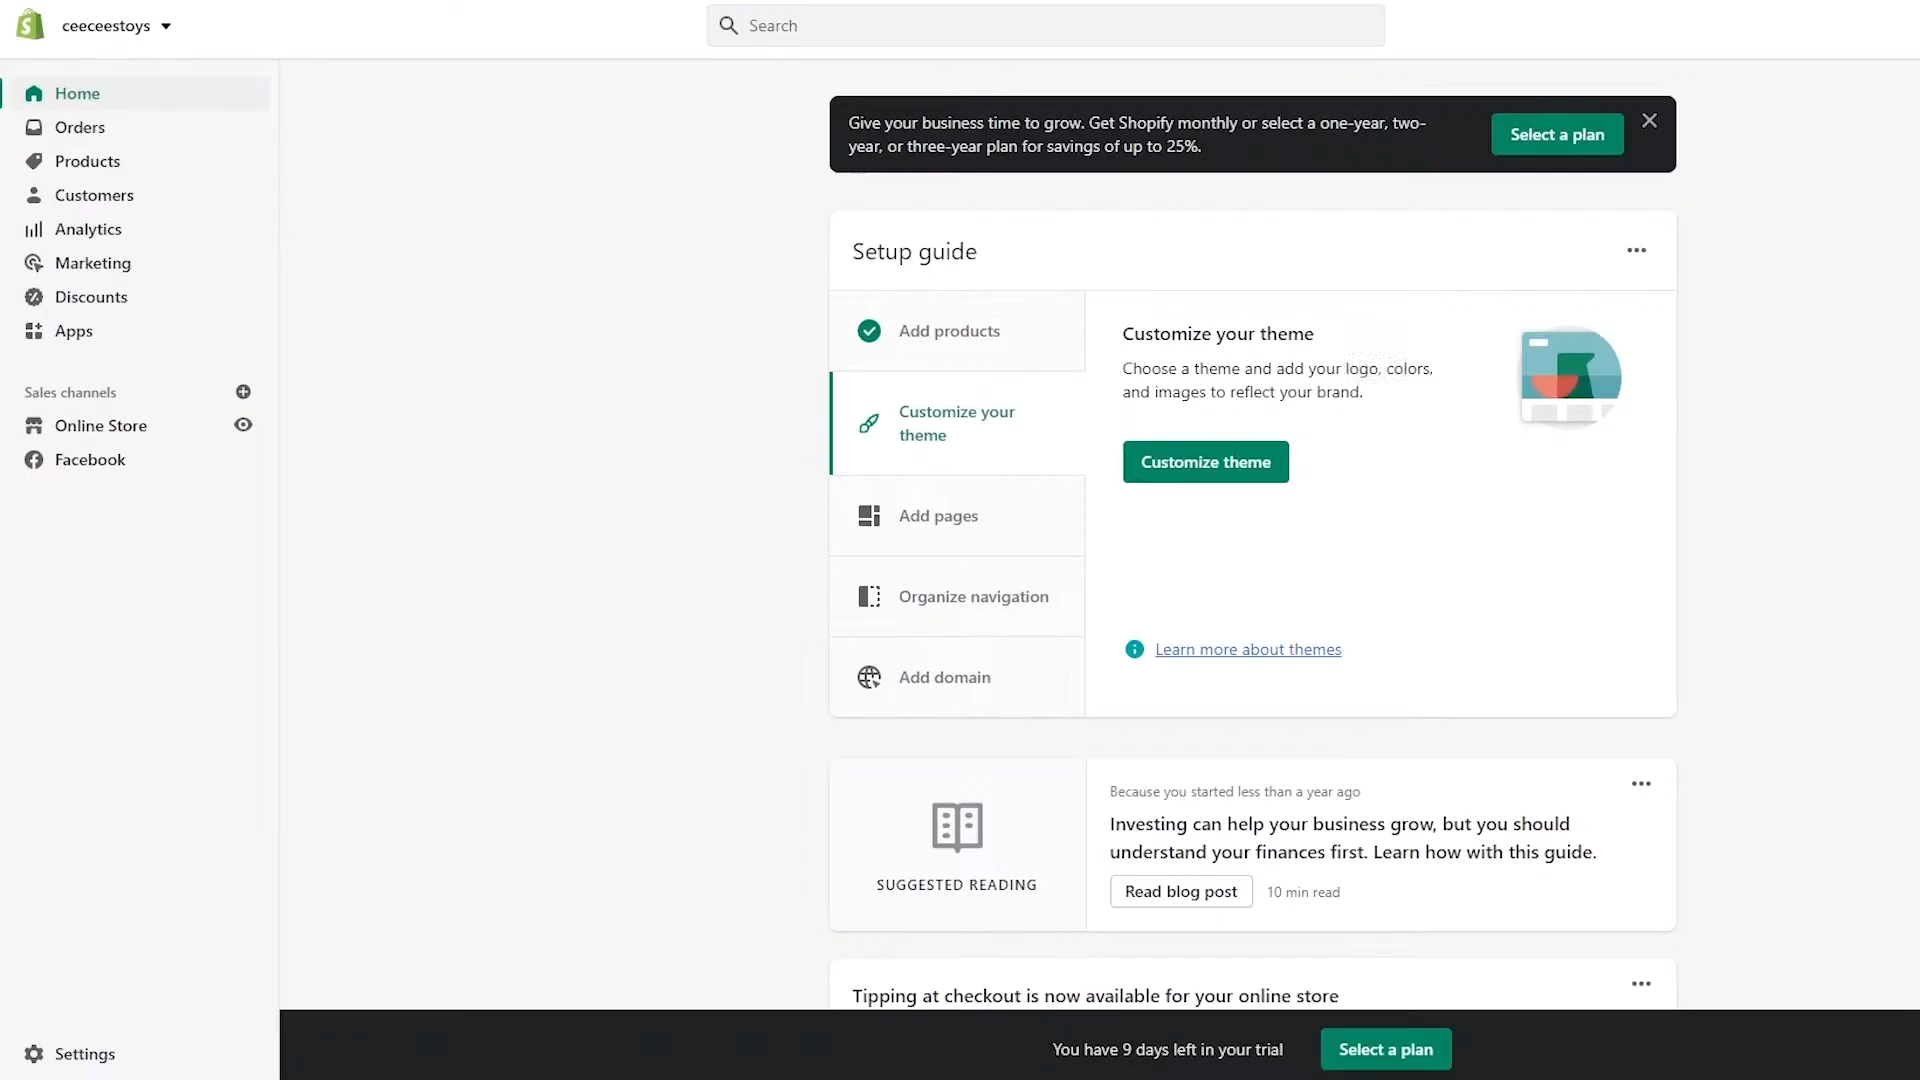 ceeceestoys
Search
Home
Orders
Products
Customers
Analytics
Marketing
Discounts
Apps
Sales channels
Online Store
Facebook
Settings
Give your business time to grow. Get Shopify monthly or select a one-year, two-
year, or three-year plan for savings of up to 25%.
Select a plan
Setup guide
Add products
Customize your
theme
Add pages
Organize navigation
Add domain
Customize your theme
Choose a theme and add your logo, colors,
and images to reflect your brand.
Customize theme
Learn more about themes
SUGGESTED READING
Because you started less than a year ago
Investing can help your business grow, but you should
understand your finances first. Learn how with this guide.
Read blog post
10 min read
Tipping at checkout is now available for your online store
You have 9 days left in your trial
Select a plan